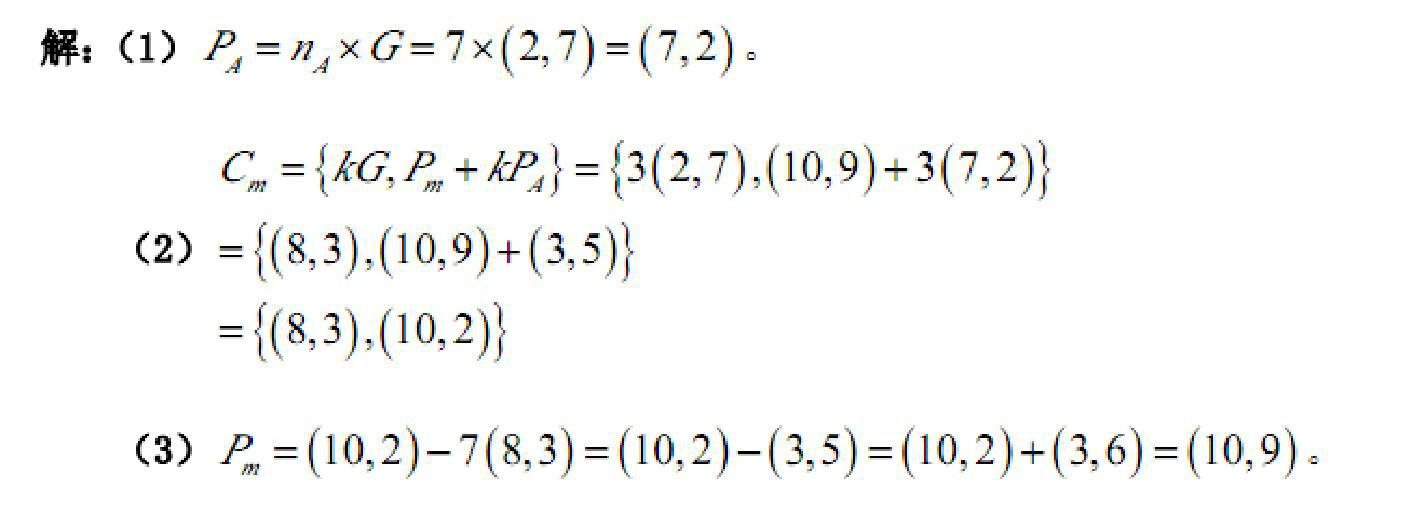 解:（1） P_A = n_A × G = 7×(2,7) = (7,2)。
C_m = {kG, P_m + kP_A} = {3(2,7),(10,9)+3(7,2)}
（2） = {(8,3),(10,9)+(3,5)}
= {(8,3),(10,2)}
（3） P_m = (10,2)−7(8,3) = (10,2)−(3,5) = (10,2)+(3,6) = (10,9)。